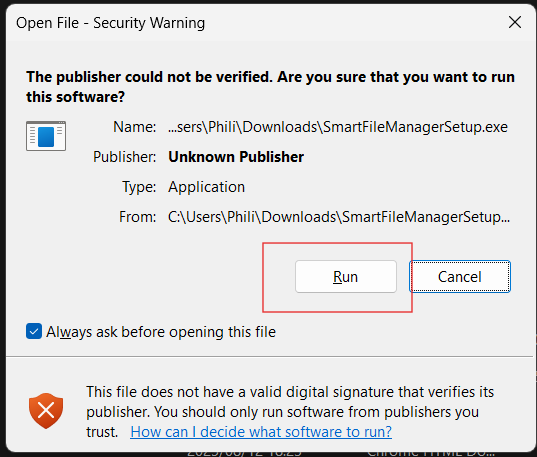 Open File - Security Warning
The publisher could not be verified. Are you sure that you want to run
this software?
Name: ...sers\Phili\Downloads\SmartFileManagerSetup.exe
Publisher: Unknown Publisher
Type: Application
From: C:\Users\Phili\Downloads\SmartFileManagerSetup...
Run Cancel
Always ask before opening this file
This file does not have a valid digital signature that verifies its
publisher. You should only run software from publishers you
trust. How can I decide what software to run?